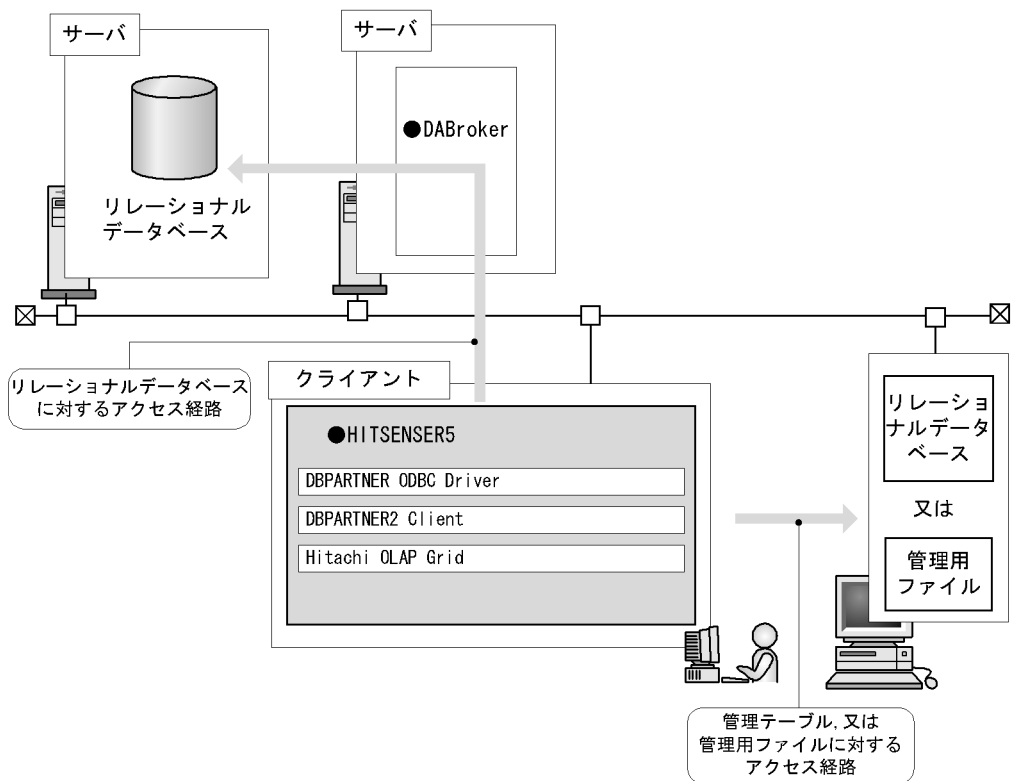 サーバ
サーバ
●DABroker
リレーショナル
データベース
リレーショナルデータベース
に対するアクセス経路
クライアント
●HITSENSER5
DBPARTNER ODBC Driver
DBPARTNER2 Client
Hitachi OLAP Grid
リレーショ
ナルデータ
ベース
又は
管理用
ファイル
管理テーブル,又は
管理用ファイルに対する
アクセス経路